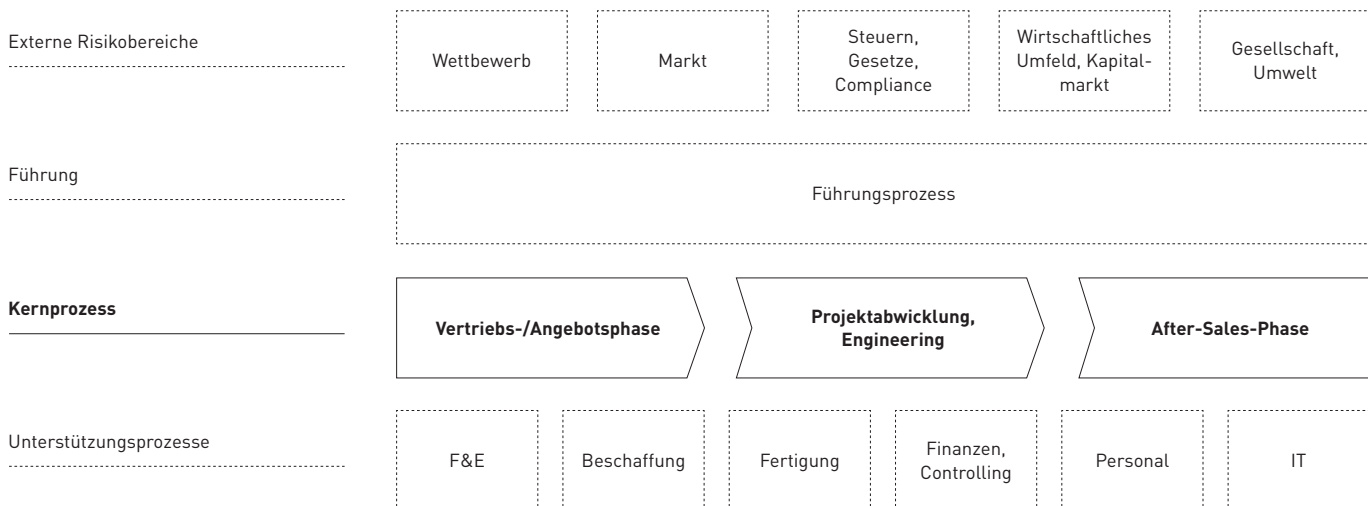 Externe Risikobereiche
Wettbewerb
Markt
Steuern,
Gesetze,
Compliance
Wirtschaftliches
Umfeld, Kapital-
markt
Gesellschaft,
Umwelt
Führung
Führungsprozess
Kernprozess
Vertriebs-/Angebotsphase
Projektabwicklung,
Engineering
After-Sales-Phase
Unterstützungsprozesse
F&E
Beschaffung
Fertigung
Finanzen,
Controlling
Personal
IT